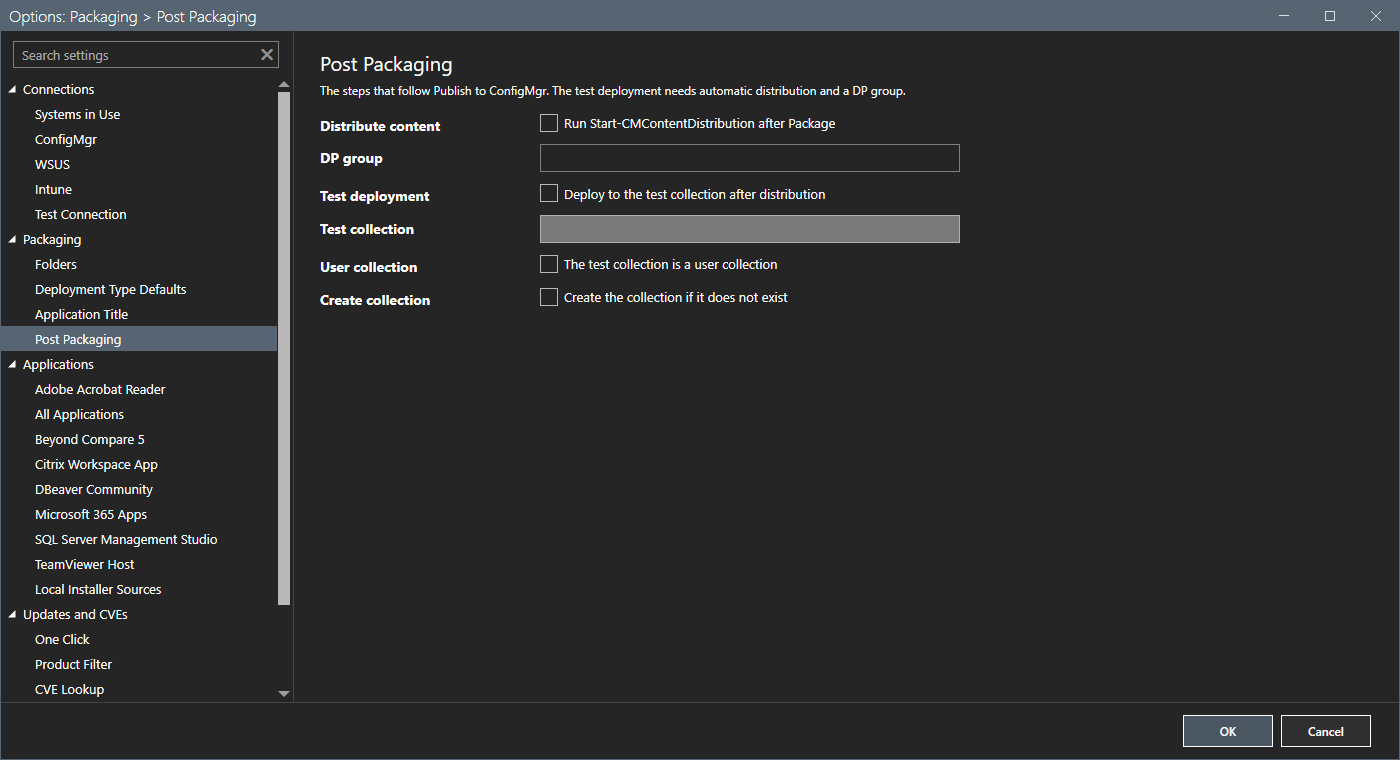 Options: Packaging > Post Packaging
Search settings
Connections
Systems in Use
ConfigMgr
WSUS
Intune
Test Connection
Packaging
Folders
Deployment Type Defaults
Application Title
Post Packaging
Applications
Adobe Acrobat Reader
All Applications
Beyond Compare 5
Citrix Workspace App
DBeaver Community
Microsoft 365 Apps
SQL Server Management Studio
TeamViewer Host
Local Installer Sources
Updates and CVEs
One Click
Product Filter
CVE Lookup
Post Packaging
The steps that follow Publish to ConfigMgr. The test deployment needs automatic distribution and a DP group.
Distribute content Run Start-CMContentDistribution after Package
DP group
Test deployment Deploy to the test collection after distribution
Test collection
User collection The test collection is a user collection
Create collection Create the collection if it does not exist
OK Cancel